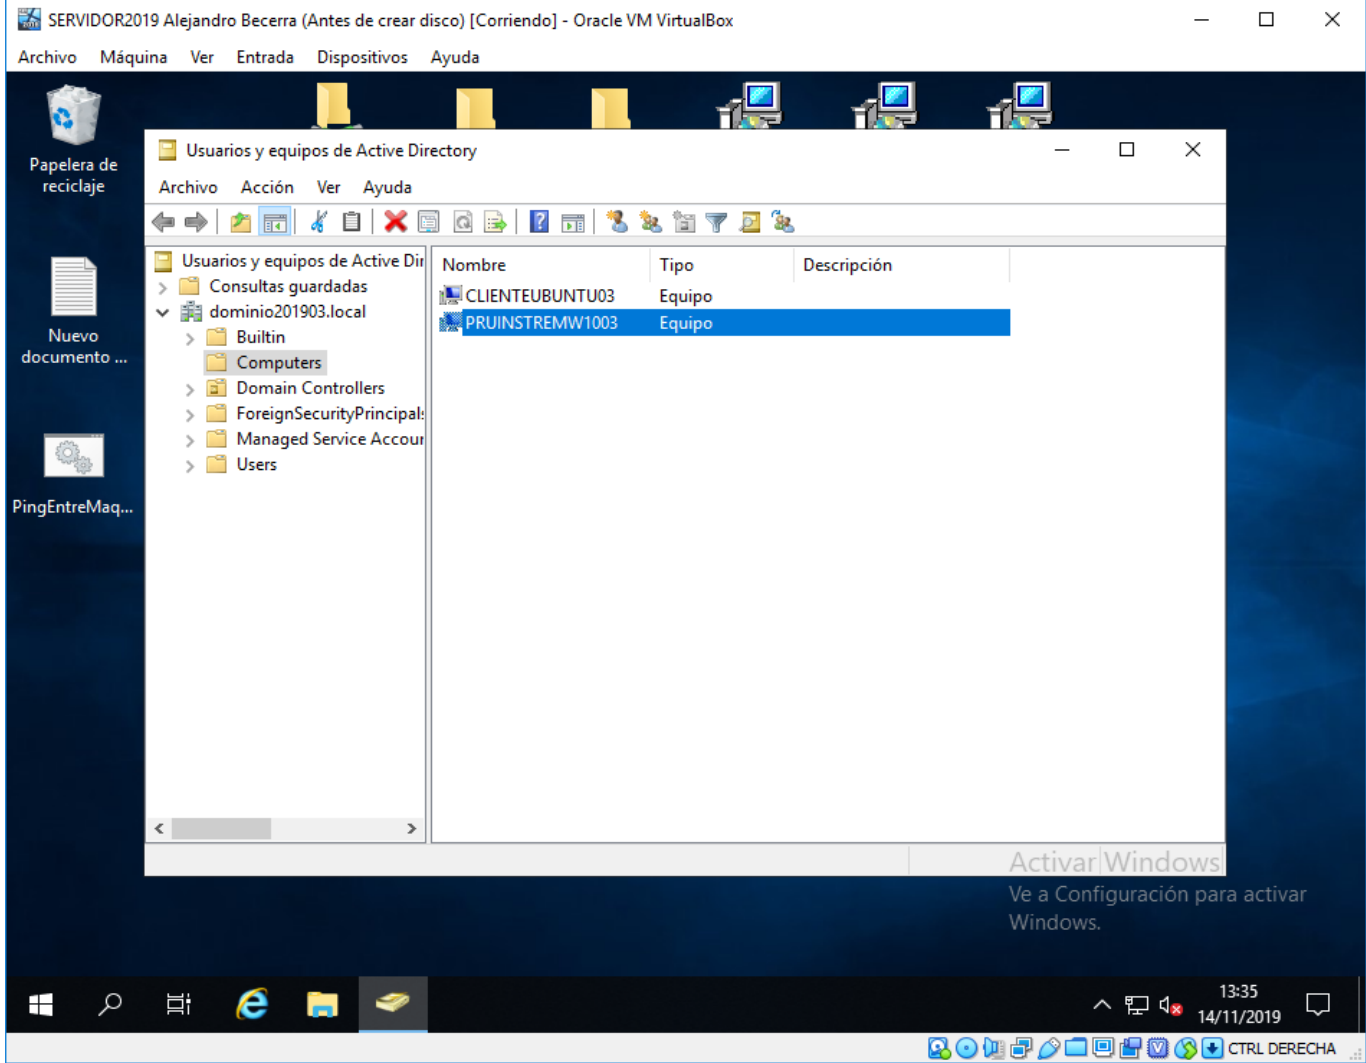 SERVIDOR2019 Alejandro Becerra (Antes de crear disco) [Corriendo] - Oracle VM VirtualBox
Archivo Máquina Ver Entrada Dispositivos Ayuda
Papelera de
reciclaje
Nuevo
documento ...
PingEntreMaq...
Usuarios y equipos de Active Directory
Archivo Acción Ver Ayuda
Usuarios y equipos de Active Dir
Consultas guardadas
dominio201903.local
Builtin
Computers
Domain Controllers
ForeignSecurityPrincipals
Managed Service Accour
Users
Nombre Tipo Descripción
CLIENTEUBUNTU03 Equipo
PRUINSTREMW1003 Equipo
Activar Windows
Ve a Configuración para activar
Windows.
13:35
14/11/2019
CTRL DERECHA